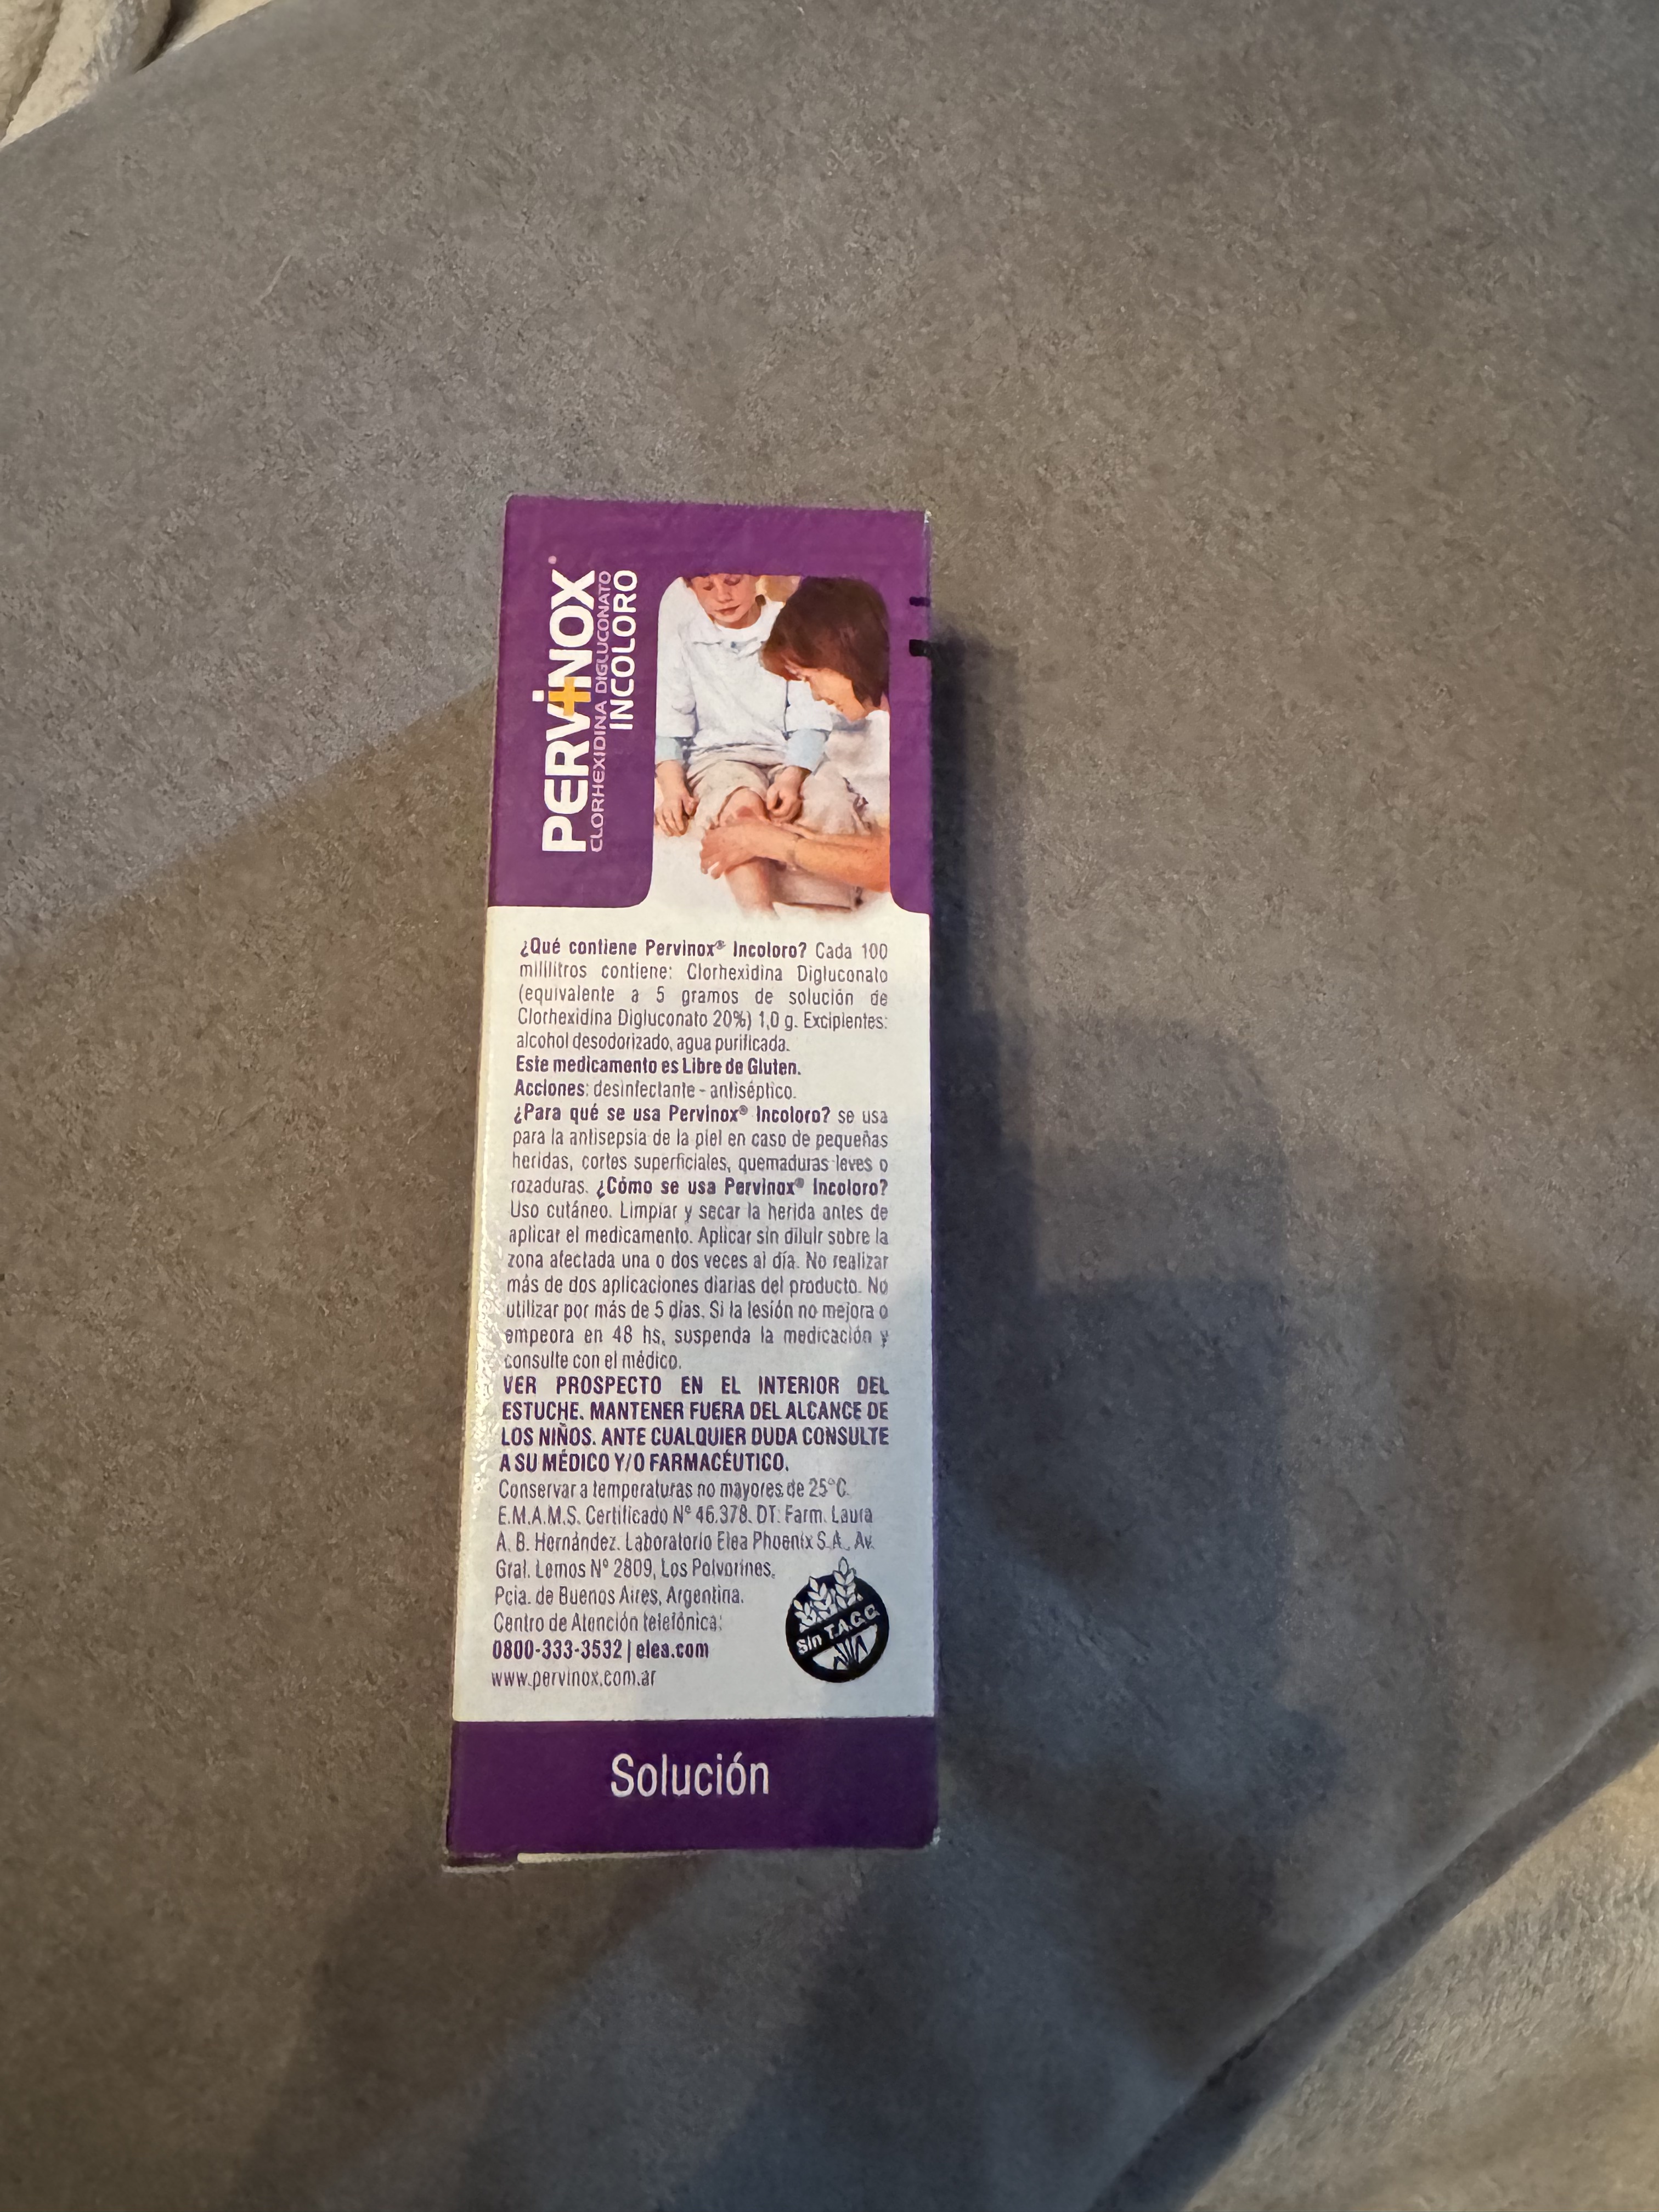 PERVINOX
CLORHEXIDINA DIGLUCONATO
INCOLORO
¿Qué contiene Pervinox® Incoloro? Cada 100
mililitros contiene: Clorhexidina Digluconato
(equivalente a 5 gramos de solución de
Clorhexidina Digluconato 20%) 1,0 g. Excipientes:
alcohol desodorizado, agua purificada.
Este medicamento es Libre de Gluten.
Acciones: desinfectante - antiséptico.
¿Para qué se usa Pervinox® Incoloro? se usa
para la antisepsia de la piel en caso de pequeñas
heridas, cortes superficiales, quemaduras leves o
rozaduras. ¿Cómo se usa Pervinox® Incoloro?
Uso cutáneo. Limpiar y secar la herida antes de
aplicar el medicamento. Aplicar sin diluir sobre la
zona afectada una o dos veces al día. No realizar
más de dos aplicaciones diarias del producto. No
utilizar por más de 5 días. Si la lesión no mejora o
empeora en 48 hs, suspenda la medicación y
consulte con el médico.
VER PROSPECTO EN EL INTERIOR DEL
ESTUCHE. MANTENER FUERA DEL ALCANCE DE
LOS NIÑOS. ANTE CUALQUIER DUDA CONSULTE
A SU MÉDICO Y/O FARMACÉUTICO.
Conservar a temperaturas no mayores de 25°C.
E.M.A.M.S. Certificado Nº 46.378. DT: Farm. Laura
A. B. Hernández. Laboratorio Elea Phoenix S.A., Av.
Gral. Lemos Nº 2809, Los Polvorines,
Pcia. de Buenos Aires, Argentina.
Centro de Atención telefónica:
0800-333-3532 | elea.com
www.pervinox.com.ar
Sin T.A.C.C.
Solución